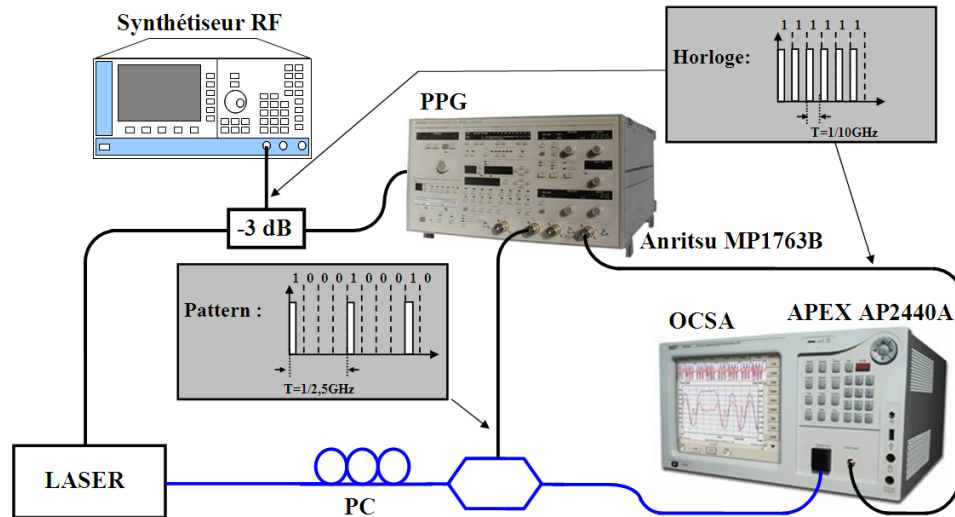 Synthétiseur RF
Horloge:
1 1 1 1 1 1
T=1/10GHz
PPG
-3 dB
Anritsu MP1763B
Pattern :
1 0 0 0 1 0 0 0 1 0
T=1/2,5GHz
OCSA
APEX AP2440A
LASER
PC